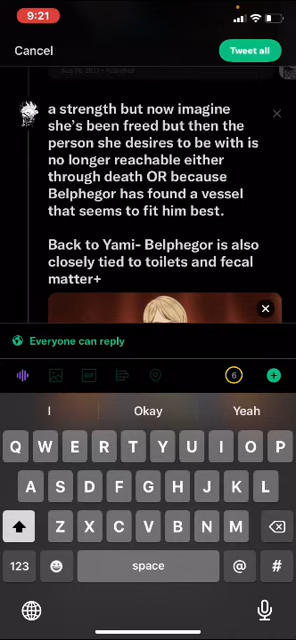 9:21
Cancel
Tweet all
a strength but now imagine
she's been freed but then the
person she desires to be with is
no longer reachable either
through death OR because
Belphegor has found a vessel
that seems to fit him best.
Back to Yami- Belphegor is also
closely tied to toilets and fecal
matter+
Everyone can reply
GIF
6
I Okay Yeah
Q W E R T Y U I O P
A S D F G H J K L
Z X C V B N M
123 space @ #